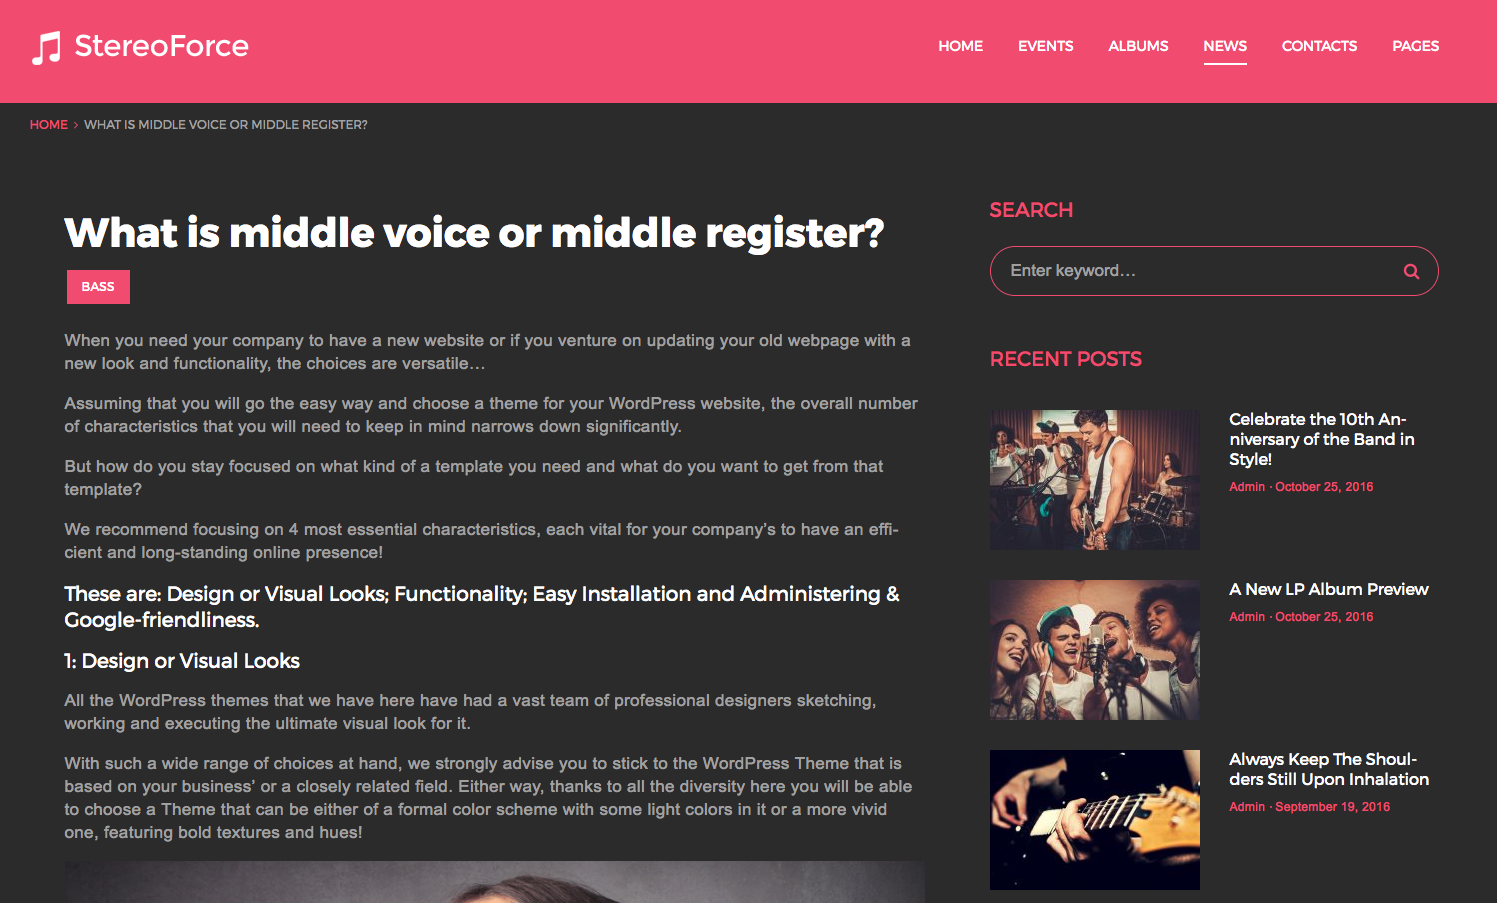 StereoForce
HOME EVENTS ALBUMS NEWS CONTACTS PAGES
HOME > WHAT IS MIDDLE VOICE OR MIDDLE REGISTER?
What is middle voice or middle register?
BASS
When you need your company to have a new website or if you venture on updating your old webpage with a
new look and functionality, the choices are versatile…
Assuming that you will go the easy way and choose a theme for your WordPress website, the overall number
of characteristics that you will need to keep in mind narrows down significantly.
But how do you stay focused on what kind of a template you need and what do you want to get from that
template?
We recommend focusing on 4 most essential characteristics, each vital for your company’s to have an effi-
cient and long-standing online presence!
These are: Design or Visual Looks; Functionality; Easy Installation and Administering &
Google-friendliness.
1: Design or Visual Looks
All the WordPress themes that we have here have had a vast team of professional designers sketching,
working and executing the ultimate visual look for it.
With such a wide range of choices at hand, we strongly advise you to stick to the WordPress Theme that is
based on your business’ or a closely related field. Either way, thanks to all the diversity here you will be able
to choose a Theme that can be either of a formal color scheme with some light colors in it or a more vivid
one, featuring bold textures and hues!
SEARCH
Enter keyword…
RECENT POSTS
Celebrate the 10th An-
niversary of the Band in
Style!
Admin · October 25, 2016
A New LP Album Preview
Admin · October 25, 2016
Always Keep The Shoul-
ders Still Upon Inhalation
Admin · September 19, 2016